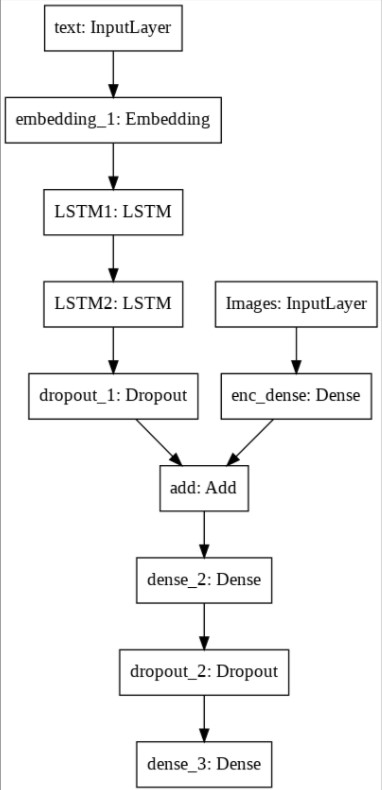 text: InputLayer
embedding_1: Embedding
LSTM1: LSTM
LSTM2: LSTM
Images: InputLayer
dropout_1: Dropout
enc_dense: Dense
add: Add
dense_2: Dense
dropout_2: Dropout
dense_3: Dense